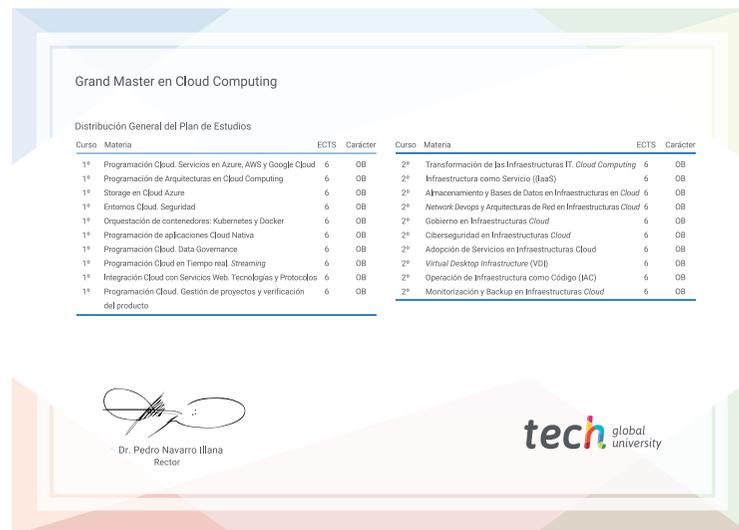 Grand Master en Cloud Computing
Distribución General del Plan de Estudios
Curso Materia ECTS Carácter
1º Programación Cloud. Servicios en Azure, AWS y Google Cloud 6 OB
1º Programación de Arquitecturas en Cloud Computing 6 OB
1º Storage en Cloud Azure 6 OB
1º Entornos Cloud. Seguridad 6 OB
1º Orquestación de contenedores: Kubernetes y Docker 6 OB
1º Programación de aplicaciones Cloud Nativa 6 OB
1º Programación Cloud. Data Governance 6 OB
1º Programación Cloud en Tiempo real. Streaming 6 OB
1º Integración Cloud con Servicios Web. Tecnologías y Protocolos 6 OB
1º Programación Cloud. Gestión de proyectos y verificación 6 OB
del producto
Curso Materia ECTS Carácter
2º Transformación de las Infraestructuras IT. Cloud Computing 6 OB
2º Infraestructura como Servicio ((IaaS) 6 OB
2º Almacenamiento y Bases de Datos en Infraestructuras en Cloud 6 OB
2º Network Devops y Arquitecturas de Red en Infraestructuras Cloud 6 OB
2º Gobierno en Infraestructuras Cloud 6 OB
2º Ciberseguridad en Infraestructuras Cloud 6 OB
2º Adopción de Servicios en Infraestructuras Cloud 6 OB
2º Virtual Desktop Infrastructure (VDI) 6 OB
2º Operación de Infraestructura como Código (IAC) 6 OB
2º Monitorización y Backup en Infraestructuras Cloud 6 OB
Dr. Pedro Navarro Illana
Rector
tech global
university